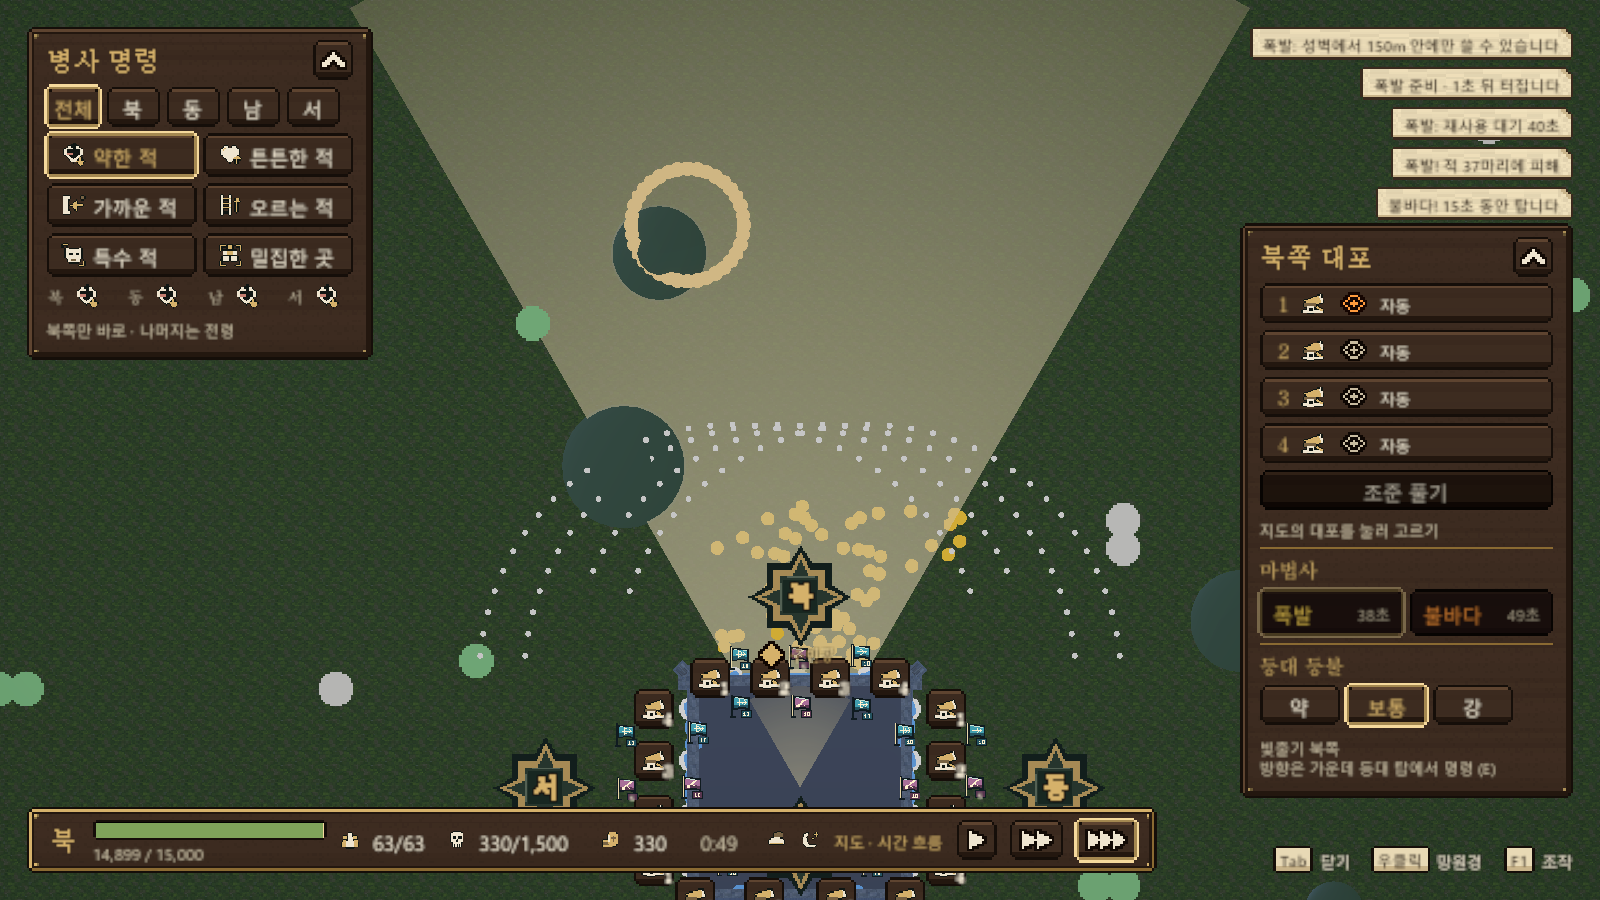 병사 명령
전체 북 동 남 서
약한 적 튼튼한 적
가까운 적 오르는 적
특수 적 밀집한 곳
북 동 남 서
북쪽만 바로 · 나머지는 전령
폭발: 성벽에서 150m 안에만 쓸 수 있습니다
폭발 준비 - 1초 뒤 터집니다
폭발: 재사용 대기 40초
폭발! 적 37마리에 피해
불바다! 15초 동안 탑니다
북쪽 대포
1 자동
2 자동
3 자동
4 자동
조준 풀기
지도의 대포를 눌러 고르기
마법사
폭발 38초 불바다 49초
등대 등불
약 보통 강
빛줄기 북쪽
방향은 가운데 등대 탑에서 명령 (E)
북
서
동
북 14,899 / 15,000 63/63 330/1,500 330 0:49 지도 · 시간 흐름
Tab 닫기 우클릭 망원경 F1 조작